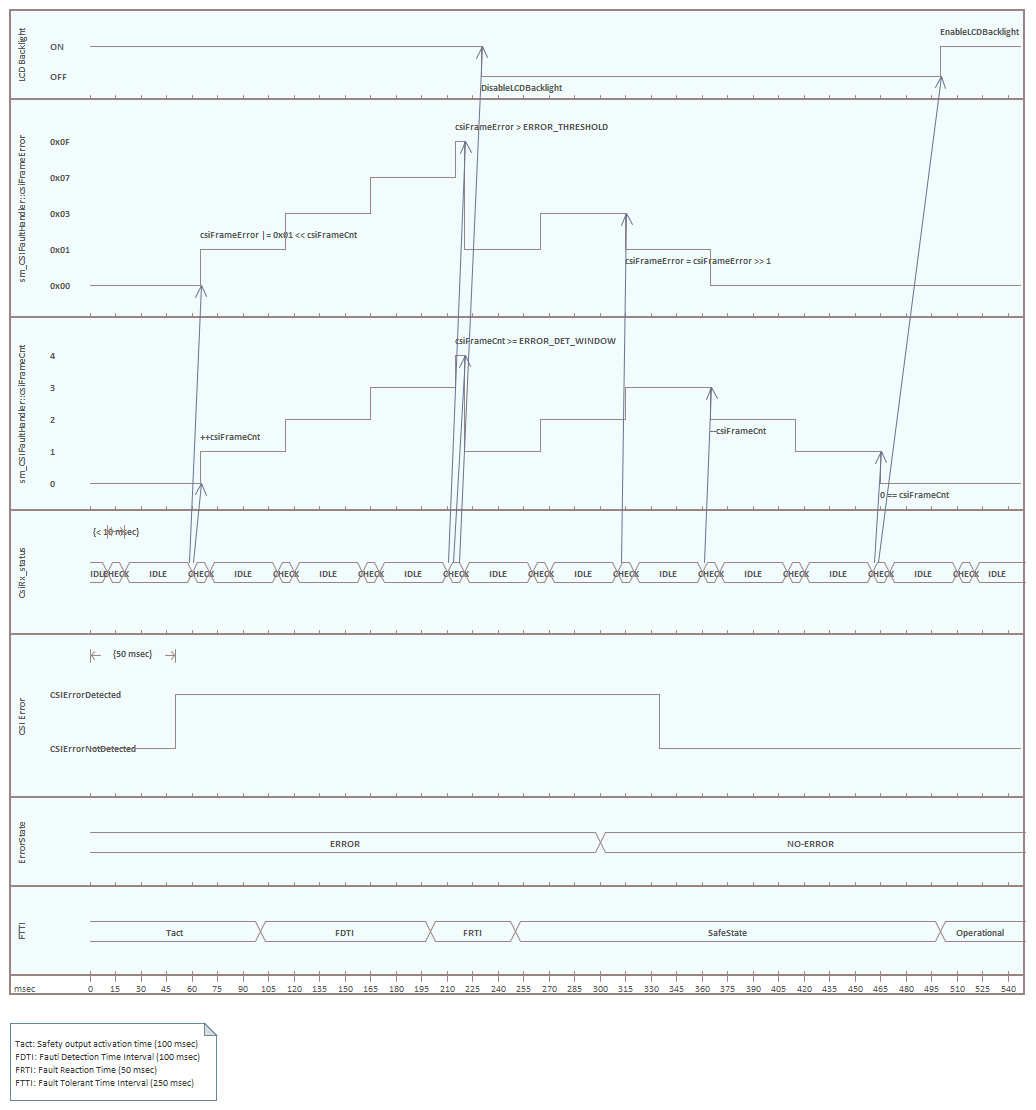 LCD Backlight
ON
OFF
EnableLCDBacklight
DisableLCDBacklight
sm_CSIFaultHandler::csiFrameError
csiFrameError > ERROR_THRESHOLD
0x0F
0x07
0x03
csiFrameError |= 0x01 << csiFrameCnt
0x01
csiFrameError = csiFrameError >> 1
0x00
sm_CSIFaultHandler::csiFrameCnt
csiFrameCnt >= ERROR_DET_WINDOW
4
3
2
--csiFrameCnt
++csiFrameCnt
1
0
0 == csiFrameCnt
CsiRx_status
{< 10 msec}
IDLE CHECK IDLE CHECK IDLE CHECK IDLE CHECK IDLE CHECK IDLE CHECK IDLE CHECK IDLE CHECK IDLE CHECK IDLE CHECK IDLE CHECK IDLE
CSI Error
{50 msec}
CSIErrorDetected
CSIErrorNotDetected
ErrorState
ERROR NO-ERROR
FTTI
Tact FDTI FRTI SafeState Operational
msec 0 15 30 45 60 75 90 105 120 135 150 165 180 195 210 225 240 255 270 285 300 315 330 345 360 375 390 405 420 435 450 465 480 495 510 525 540
Tact: Safety output activation time (100 msec)
FDTI: Fautl Detection Time Interval (100 msec)
FRTI: Fault Reaction Time (50 msec)
FTTI: Fault Tolerant Time Interval (250 msec)